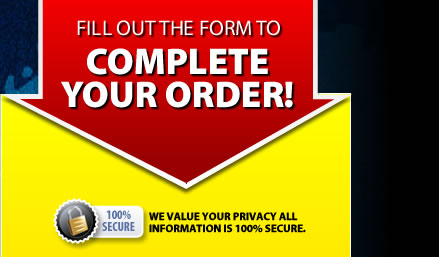 FILL OUT THE FORM TO
COMPLETE
YOUR ORDER!
100%
SECURE
WE VALUE YOUR PRIVACY ALL
INFORMATION IS 100% SECURE.